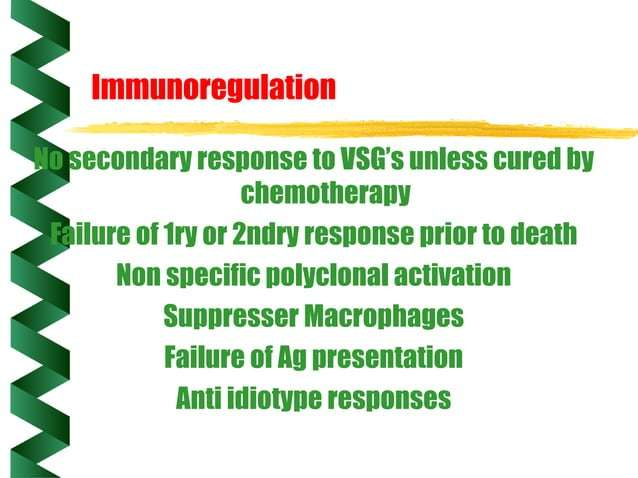 Immunoregulation
No secondary response to VSG's unless cured by
chemotherapy
Failure of 1ry or 2ndry response prior to death
Non specific polyclonal activation
Suppresser Macrophages
Failure of Ag presentation
Anti idiotype responses